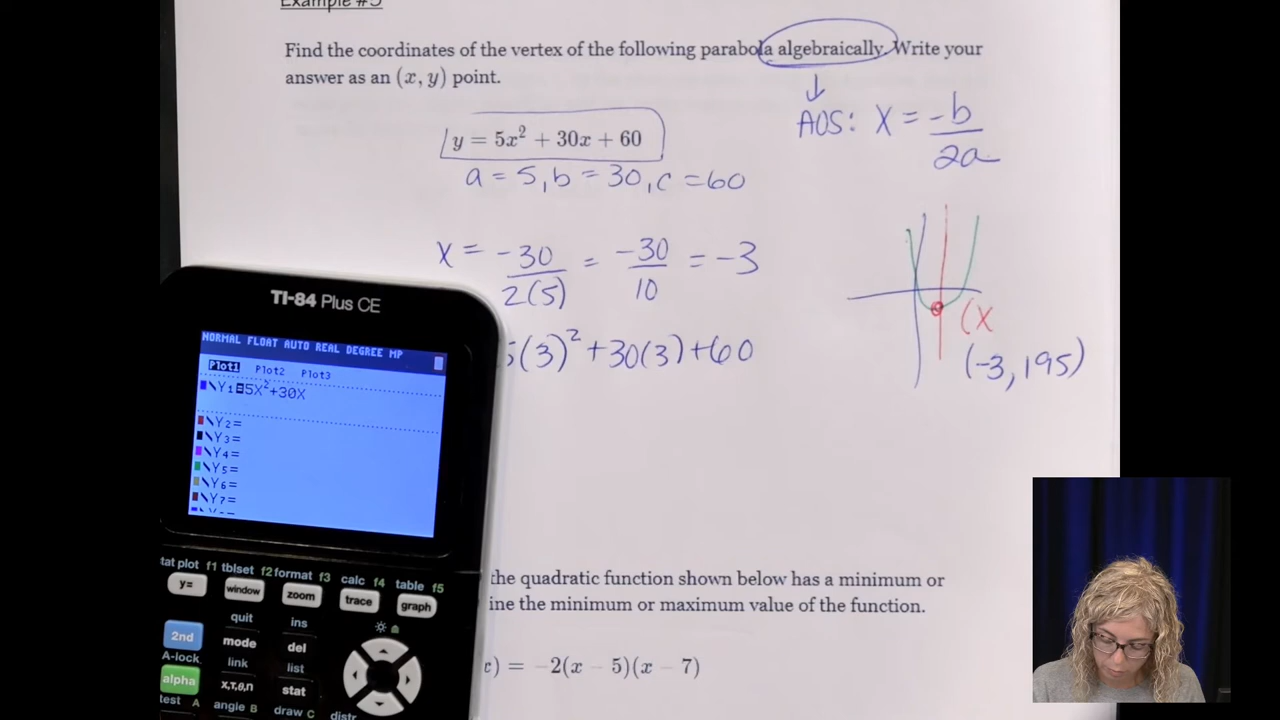 Example #5
Find the coordinates of the vertex of the following parabola algebraically. Write your
answer as an (x, y) point.
AOS: x = -b/2a
y = 5x² + 30x + 60
a = 5, b = 30, c = 60
x = -30/2(5) = -30/10 = -3
5(3)² + 30(3) + 60
(x
(-3, 195)
TI-84 Plus CE
NORMAL FLOAT AUTO REAL DEGREE MP
Plot1 Plot2 Plot3
\Y₁=5X²+30X
\Y₂=
\Y₃=
\Y₄=
\Y₅=
\Y₆=
\Y₇=
the quadratic function shown below has a minimum or
ine the minimum or maximum value of the function.
x) = −2(x − 5)(x − 7)
stat plot f1 tblset f2 format f3 calc f4 table f5
y= window zoom trace graph
quit ins
2nd mode del
A-lock link list
alpha X,T,θ,n stat
test A angle B draw C distr